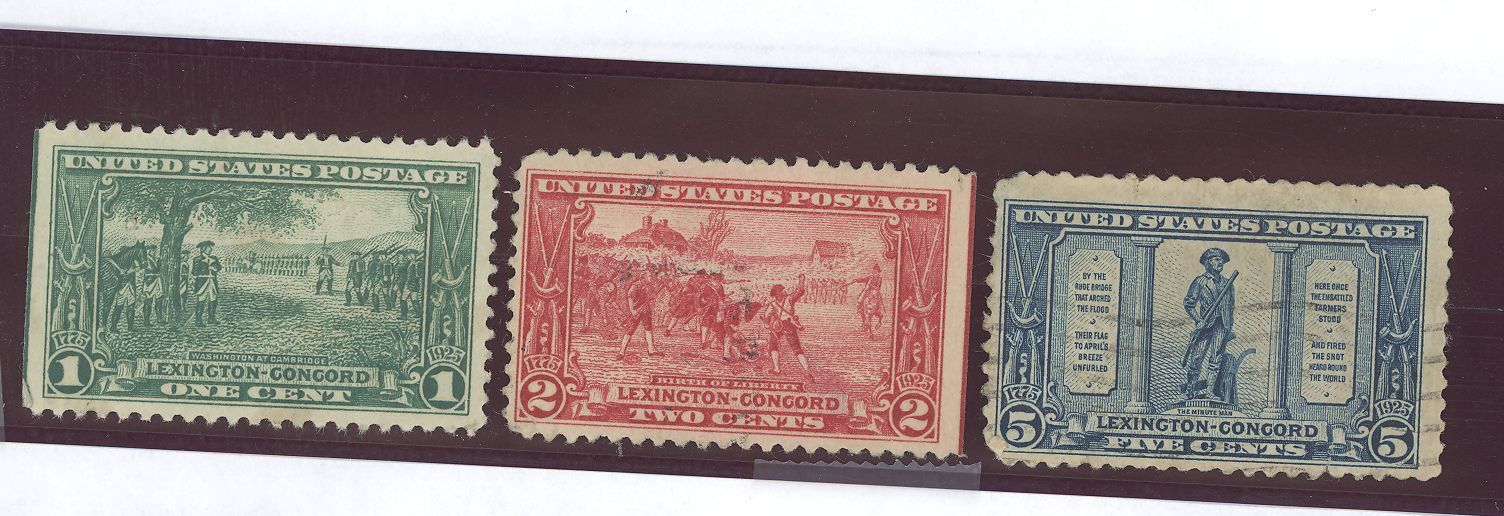 UNITED STATES POSTAGE
1775
1925
WASHINGTON AT CAMBRIDGE
1 LEXINGTON-CONCORD 1
ONE CENT
UNITED STATES POSTAGE
1775
1925
BIRTH OF LIBERTY
2 LEXINGTON-CONCORD 2
TWO CENTS
UNITED STATES POSTAGE
BY THE
RUDE BRIDGE
THAT ARCHED
THE FLOOD
THEIR FLAG
TO APRIL'S
BREEZE
UNFURLED
HERE ONCE
THE EMBATTLED
FARMERS
STOOD
AND FIRED
THE SHOT
HEARD ROUND
THE WORLD
1775
1925
THE MINUTE MAN
5 LEXINGTON-CONCORD 5
FIVE CENTS